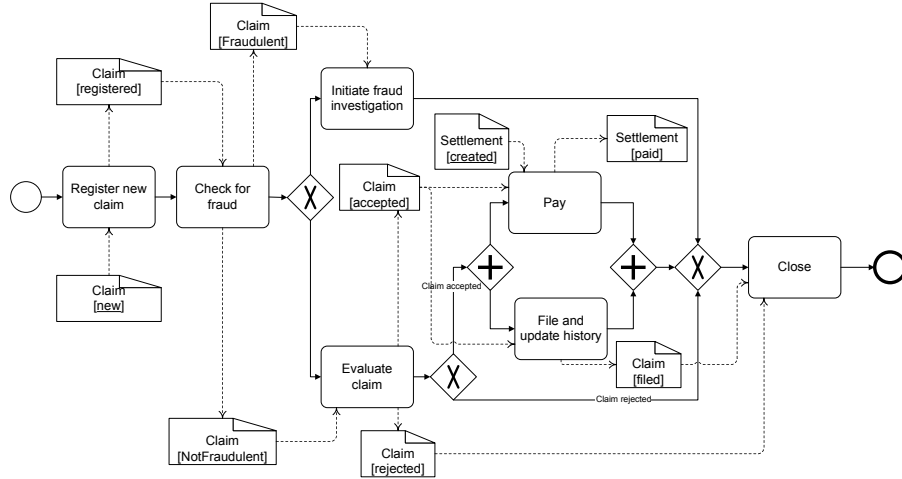 Claim
[Fraudulent]
Claim
[registered]
Initiate fraud
investigation
Settlement
[created]
Settlement
[paid]
Register new
claim
Check for
fraud
Claim
[accepted]
Pay
Close
Claim
[new]
Claim accepted
File and
update history
Evaluate
claim
Claim
[filed]
Claim rejected
Claim
[NotFraudulent]
Claim
[rejected]